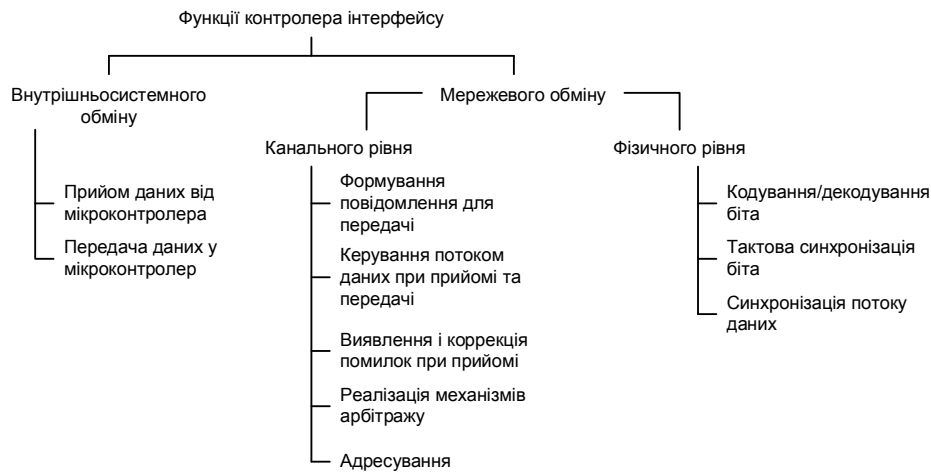 Функції контролера інтерфейсу
Внутрішньосистемного
обміну
Мережевого обміну
Канального рівня
Фізичного рівня
Прийом даних від
мікроконтролера
Передача даних у
мікроконтролер
Формування
повідомлення для
передачі
Керування потоком
даних при прийомі та
передачі
Виявлення і коррекція
помилок при прийомі
Реалізація механізмів
арбітражу
Адресування
Кодування/декодування
біта
Тактова синхронізація
біта
Синхронізація потоку
даних